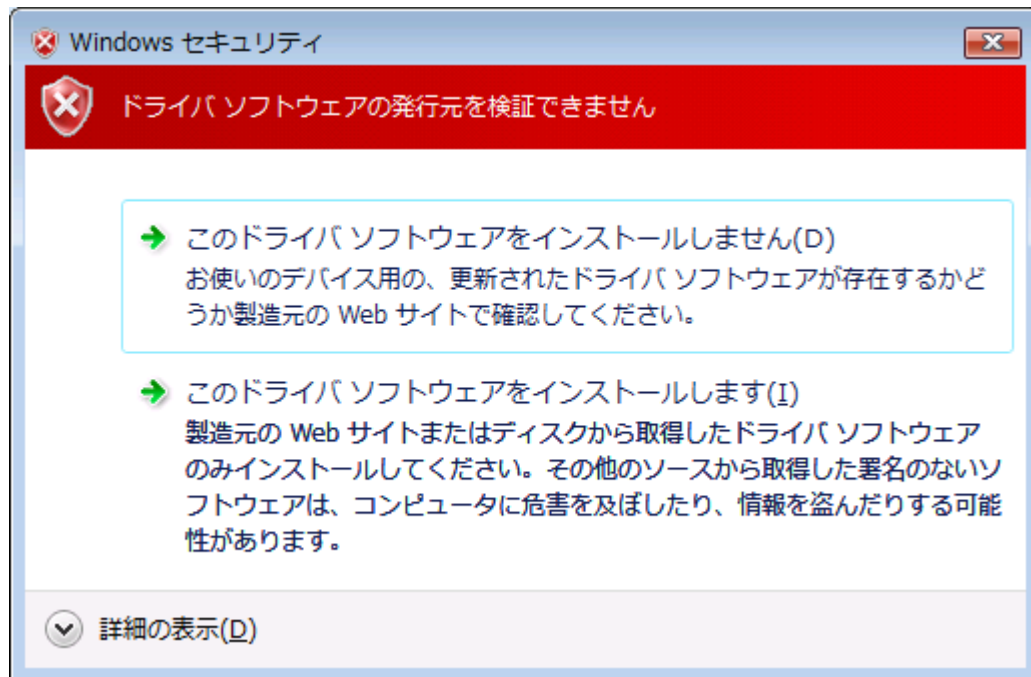 Windows セキュリティ
ドライバ ソフトウェアの発行元を検証できません
このドライバ ソフトウェアをインストールしません(D)
お使いのデバイス用の、更新されたドライバ ソフトウェアが存在するかど
うか製造元の Web サイトで確認してください。
このドライバ ソフトウェアをインストールします(I)
製造元の Web サイトまたはディスクから取得したドライバ ソフトウェア
のみインストールしてください。その他のソースから取得した署名のないソ
フトウェアは、コンピュータに危害を及ぼしたり、情報を盗んだりする可能
性があります。
詳細の表示(D)